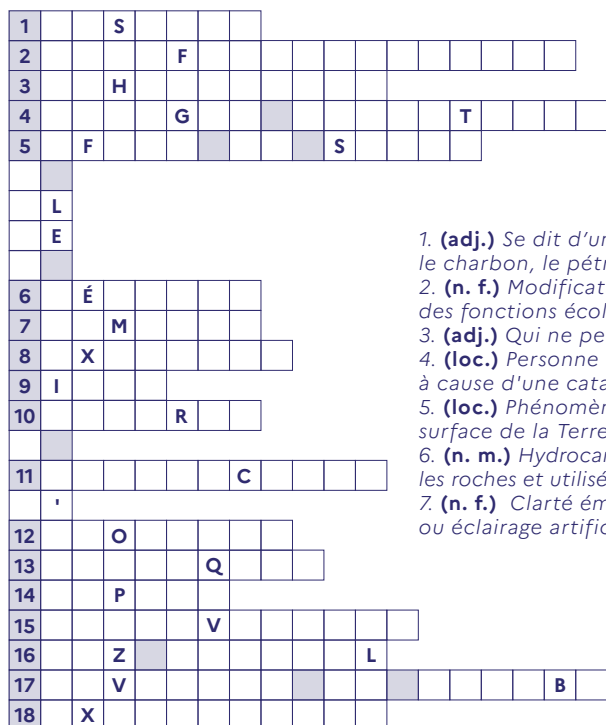 1 S
2 F
3 H
4 G T
5 F S
L
E
6 É
7 M
8 X
9 I
10 R
11 C
'
12 O
13 Q
14 P
15 V
16 Z L
17 V B
18 X
1. (adj.) Se dit d'un
le charbon, le pétr
2. (n. f.) Modificat
des fonctions écol
3. (adj.) Qui ne pe
4. (loc.) Personne
à cause d'une cata
5. (loc.) Phénomèn
surface de la Terre
6. (n. m.) Hydrocar
les roches et utilisé
7. (n. f.) Clarté ém
ou éclairage artific